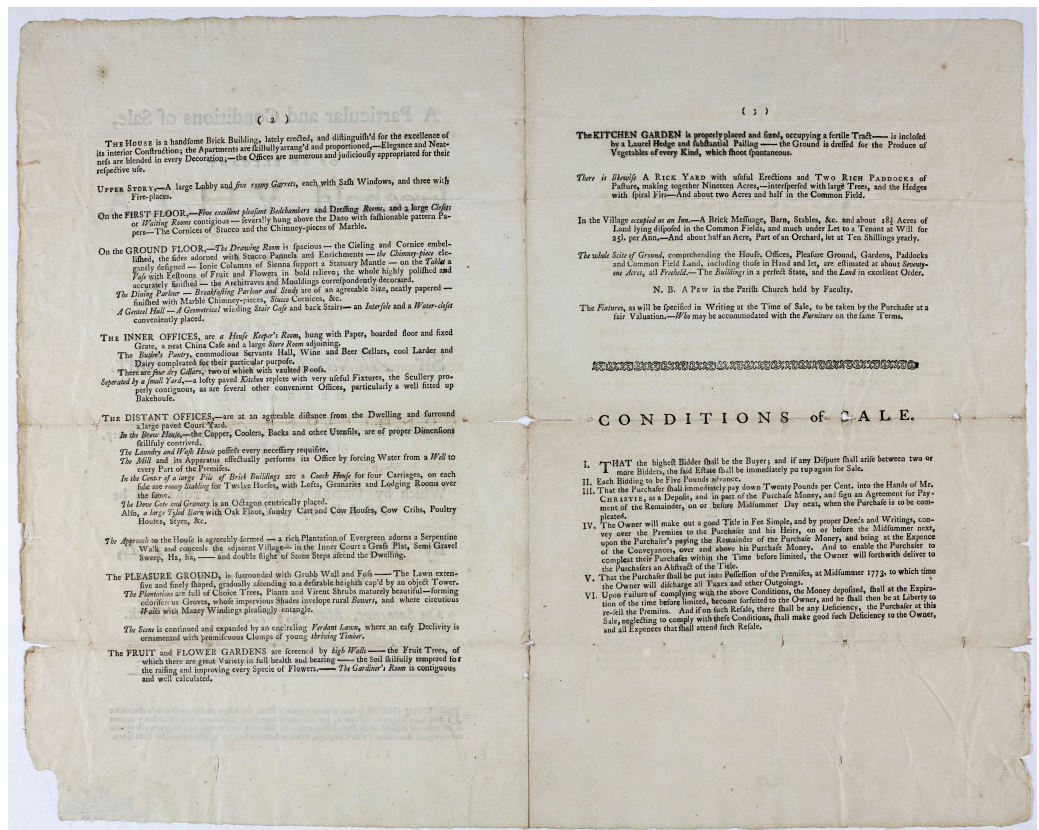 ( 2 )
THE HOUSE is a handsome Brick Building, lately erected, and distinguish'd for the excellence of
its interior Construction; the Apartments are skilfully arrang'd and proportion'd,—Elegance and Neat-
ness are blended in every Decoration;—the Offices are numerous and judiciously appropriated for their
respective use.
UPPER STORY,—A large Lobby and five roomy Garrets, each with Sash Windows, and three with
Fire-places.
On the FIRST FLOOR,—Five excellent pleasant Bedchambers and Dressing Rooms, and 2 large Closets
or Waiting Rooms contigious — severally hung above the Dado with fashionable pattern Pa-
pers—The Cornices of Stucco and the Chimney-pieces of Marble.
On the GROUND FLOOR,—The Drawing Room is spacious — the Cieling and Cornice embel-
lished, the sides adorned with Stucco Pannels and Enrichments — the Chimney-piece ele-
gantly designed — Ionic Columns of Sienna support a Statuary Mantle — on the Tablet a
Vase with Festoons of Fruit and Flowers in bold relievo; the whole highly polished and
accurately finished — the Architraves and Mouldings correspondently decorated.
The Dining Parlour — Breakfasting Parlour and Study are of an agreeable Size, neatly papered —
finished with Marble Chimney-pieces, Stucco Cornices, &c.
A Genteel Hall — A Geometrical winding Stair Case and back Stairs— an Intersole and a Water-closet
conveniently placed.
THE INNER OFFICES, are a House Keeper's Room, hung with Paper, boarded floor and fixed
Grate, a neat China Case and a large Store Room adjoining.
The Butler's Pantry, commodious Servants Hall, Wine and Beer Cellars, cool Larder and
Dairy compleated for their particular purpose.
There are four dry Cellars, two of which with vaulted Roofs.
Seperated by a small Yard,—a lofty paved Kitchen replete with very useful Fixtures, the Scullery pro-
perly contiguous, as are several other convenient Offices, particularly a well fitted up
Bakehouse.
THE DISTANT OFFICES,—are at an agreable distance from the Dwelling and surround
a large paved Court Yard.
In the Brew House,—the Copper, Coolers, Backs and other Utensils, are of proper Dimensions
skilfuly contrived.
The Laundry and Wash House possess every necessary requisite.
The Mill and its Apparatus effectually performs its Office by forcing Water from a Well to
every Part of the Premises.
In the Center of a large Pile of Brick Buildings are a Coach House for four Carriages, on each
side are roomy Stabling for Twelve Horses, with Lofts, Granaries and Lodging Rooms over
the same.
The Dove Cote and Granary is an Octagon centrically placed.
Also, a large Tyled Barn with Oak Floor, sundry Cart and Cow Houses, Cow Cribs, Poultry
Houses, Styes, &c.
The Approach to the House is agreeably formed — a rich Plantation of Evergreen adorns a Serpentine
Walk and conceals the adjacent Village— in the Inner Court a Grass Plat, Semi Gravel
Sweep, Ha, ha, —— and double flight of Stone Steps ascend the Dwelling.
The PLEASURE GROUND, is surrounded with Grubb Wall and Foss —— The Lawn exten-
sive and finely shaped, gradually ascending to a desirable heighth cap'd by an object Tower.
The Plantations are full of Choice Trees, Plants and Virent Shrubs maturely beautiful—forming
odoriferous Groves, whose impervious Shades invelope rural Bowers, and where circutious
Walks with Mazey Windings pleasingly entangle.
The Scene is continued and expanded by an encircling Verdant Lawn, where an easy Declivity is
ornamented with promiscuous Clumps of young thriving Timber.
The FRUIT and FLOWER GARDENS are screened by high Walls —— the Fruit Trees, of
which there are great Variety in full health and bearing —— the Soil skilfully tempered for
the raising and improving every Specie of Flowers.—— The Gardiner's Room is contiguous
and well calculated.
( 3 )
The KITCHEN GARDEN is properly placed and sized, occupying a fertile Tract—— is inclosed
by a Laurel Hedge and substantial Pailing —— the Ground is dressed for the Produce of
Vegetables of every Kind, which shoot spontaneous.
There is likewise A RICK YARD with useful Erections and TWO RICH PADDOCKS of
Pasture, making together Nineteen Acres,—interspersed with large Trees, and the Hedges
with spiral Firs—And about two Acres and half in the Common Field.
In the Village occupied as an Inn.—A Brick Messuage, Barn, Stables, &c. and about 18½ Acres of
Land lying disposed in the Common Fields, and much under Let to a Tenant at Will for
25l. per Ann.—And about half an Acre, Part of an Orchard, let at Ten Shillings yearly.
The whole Scite of Ground, comprehending the House, Offices, Pleasure Ground, Gardens, Paddocks
and Common Field Land, including those in Hand and let, are estimated at about Seventy-
one Acres, all Freehold.—The Buildings in a perfect State, and the Land in excellent Order.
N. B. A PEW in the Parish Church held by Faculty.
The Fixtures, as will be specified in Writing at the Time of Sale, to be taken by the Purchaser at a
fair Valuation.—Who may be accommodated with the Furniture on the same Terms.
CONDITIONS of SALE.
I. THAT the highest Bidder shall be the Buyer; and if any Dispute shall arise between two or
more Bidders, the said Estate shall be immediately put up again for Sale.
II. Each Bidding to be Five Pounds advance.
III. That the Purchaser shall immediately pay down Twenty Pounds per Cent. into the Hands of Mr.
CHRISTIE, as a Deposit, and in part of the Purchase Money, and sign an Agreement for Pay-
ment of the Remainder, on or before Midsummer Day next, when the Purchase is to be com-
pleated.
IV. The Owner will make out a good Title in Fee Simple, and by proper Deeds and Writings, con-
vey over the Premises to the Purchaser and his Heirs, on or before the Midsummer next,
upon the Purchaser's paying the Remainder of the Purchase Money, and being at the Expence
of the Conveyances, over and above his Purchase Money. And to enable the Purchaser to
compleat their Purchases within the Time before limited, the Owner will forthwith deliver to
the Purchasers an Abstract of the Title.
V. That the Purchaser shall be put into Possession of the Premises, at Midsummer 1773, to which time
the Owner will discharge all Taxes and other Outgoings.
VI. Upon Failure of complying with the above Conditions, the Money deposited, shall at the Expira-
tion of the time before limited, become forfeited to the Owner, and he shall then be at Liberty to
re-sell the Premises. And if on such Resale, there shall be any Deficiency, the Purchaser at this
Sale, neglecting to comply with these Conditions, shall make good such Deficiency to the Owner,
and all Expences that shall attend such Resale.